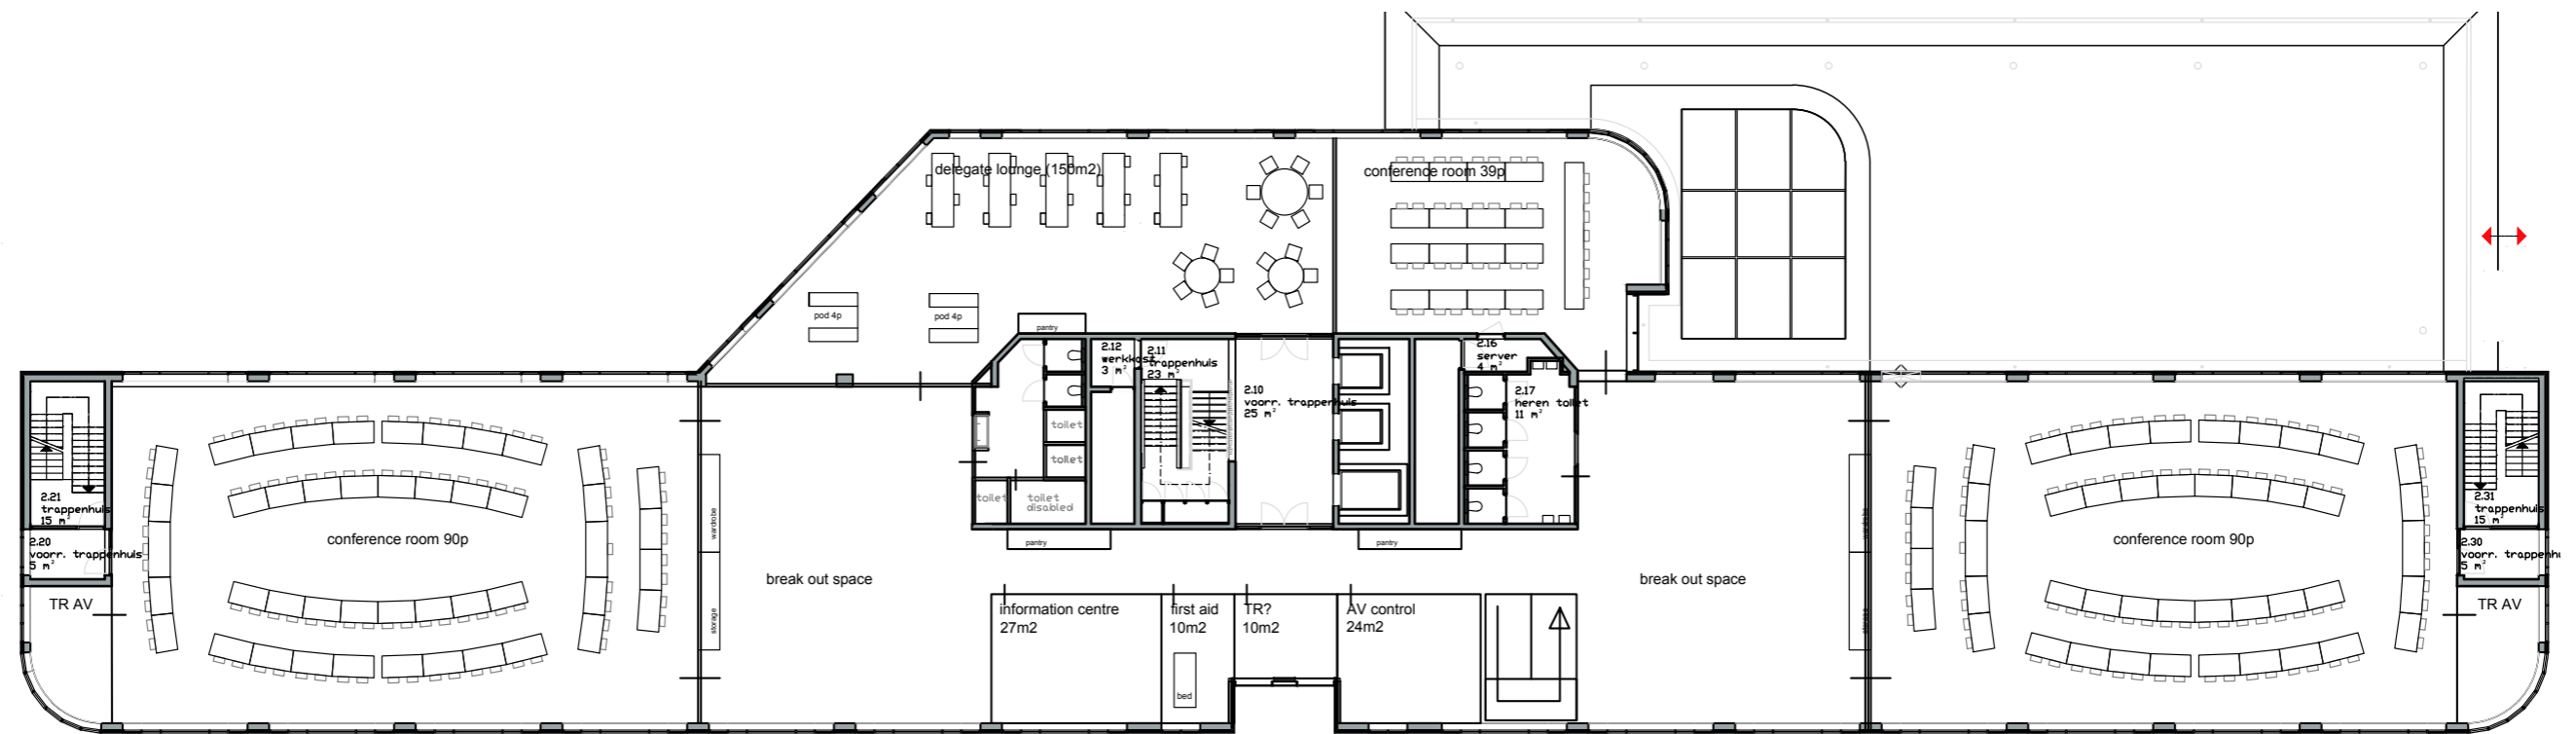 delegate lounge (150m2)
conference room 39p
pod 4p
pod 4p
pantry
2.12
werkkast
3 m²
2.11
trappenhuis
23 m²
2.10
voorr. trappenhuis
25 m²
2.16
server
4 m²
2.17
heren toilet
11 m²
toilet
toilet
toilet
toilet
disabled
2.21
trappenhuis
15 m²
2.20
voorr. trappenhuis
5 m²
TR AV
conference room 90p
wardrobe
storage
break out space
pantry
pantry
information centre
27m2
first aid
10m2
bed
TR?
10m2
AV control
24m2
break out space
wardrobe
storage
conference room 90p
2.31
trappenhuis
15 m²
2.30
voorr. trappenhu
5 m²
TR AV